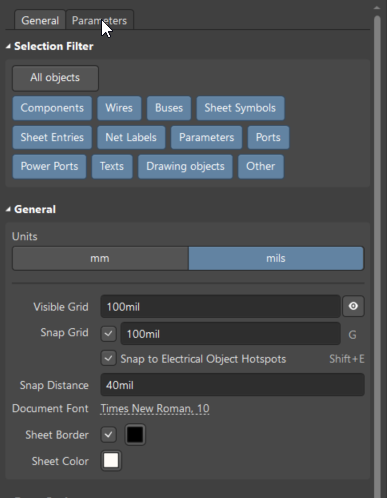 General Parameters
Selection Filter
All objects
Components Wires Buses Sheet Symbols
Sheet Entries Net Labels Parameters Ports
Power Ports Texts Drawing objects Other
General
Units
mm mils
Visible Grid 100mil
Snap Grid 100mil G
Snap to Electrical Object Hotspots Shift+E
Snap Distance 40mil
Document Font Times New Roman, 10
Sheet Border
Sheet Color